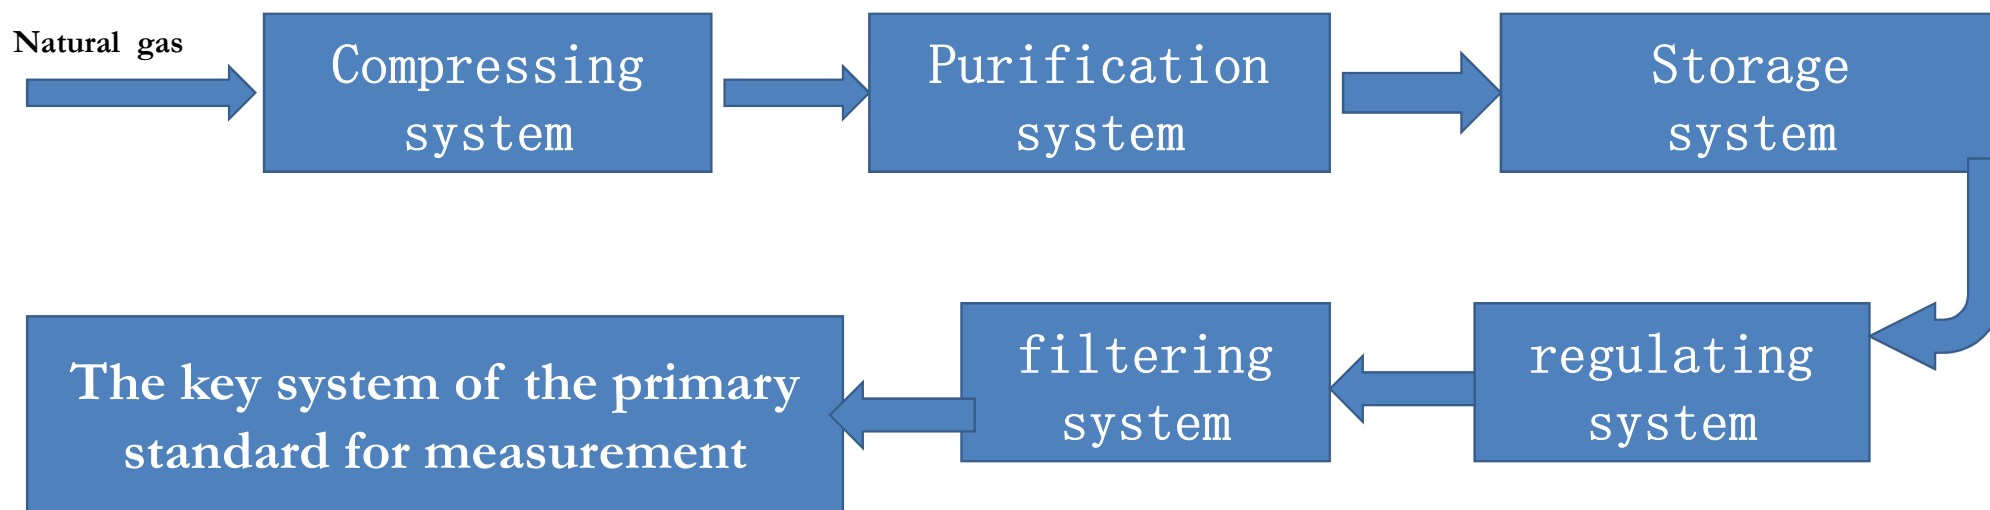 Natural gas
Compressing
system
Purification
system
Storage
system
regulating
system
filtering
system
The key system of the primary
standard for measurement